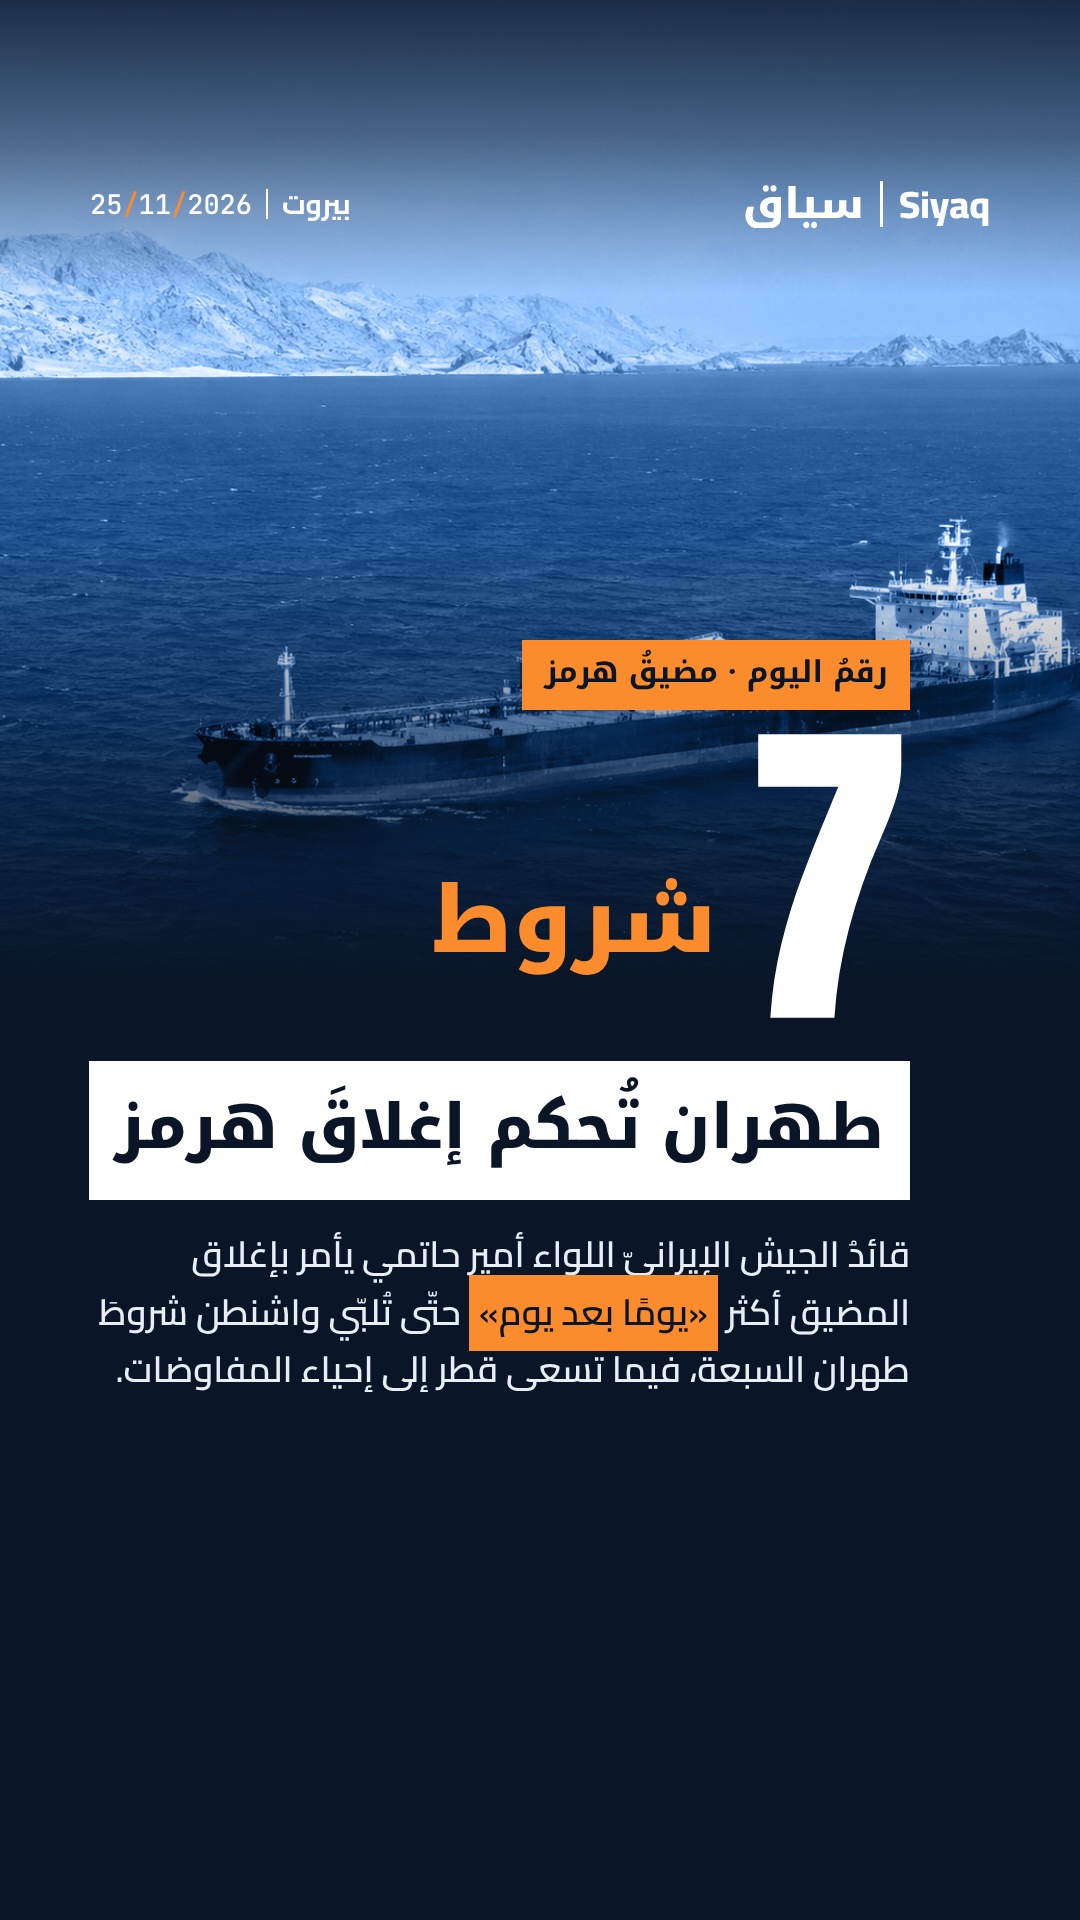 Siyaq | سياق
بيروت | 25/11/2026
رقمُ اليوم · مضيقُ هرمز
7 شروط
طهران تُحكم إغلاقَ هرمز
قائدُ الجيش الإيرانيّ اللواء أمير حاتمي يأمر بإغلاق
المضيق أكثر «يومًا بعد يوم» حتّى تُلبّي واشنطن شروطَ
طهران السبعة، فيما تسعى قطر إلى إحياء المفاوضات.